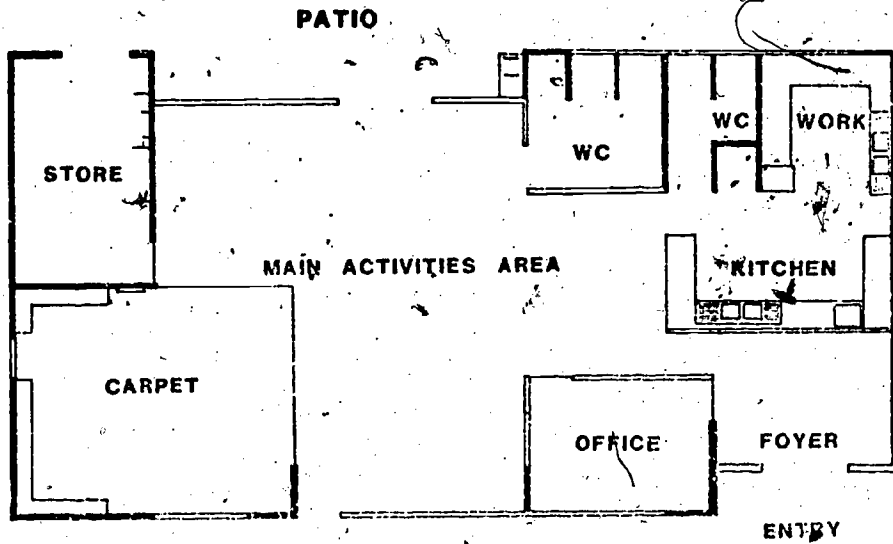 PATIO
WC
WORK
WC
STORE
MAIN ACTIVITIES AREA
KITCHEN
CARPET
OFFICE
FOYER
ENTRY